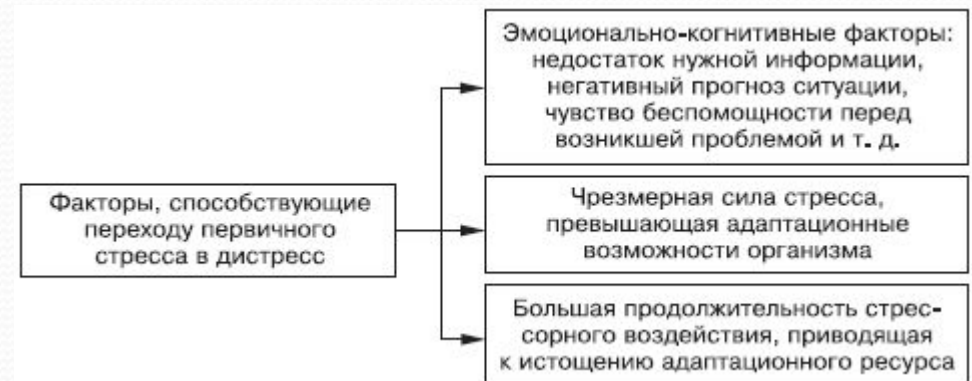 Эмоционально-когнитивные факторы:
недостаток нужной информации,
негативный прогноз ситуации,
чувство беспомощности перед
возникшей проблемой и т. д.
Факторы, способствующие
переходу первичного
стресса в дистресс
Чрезмерная сила стресса,
превышающая адаптационные
возможности организма
Большая продолжительность стрес-
сорного воздействия, приводящая
к истощению адаптационного ресурса